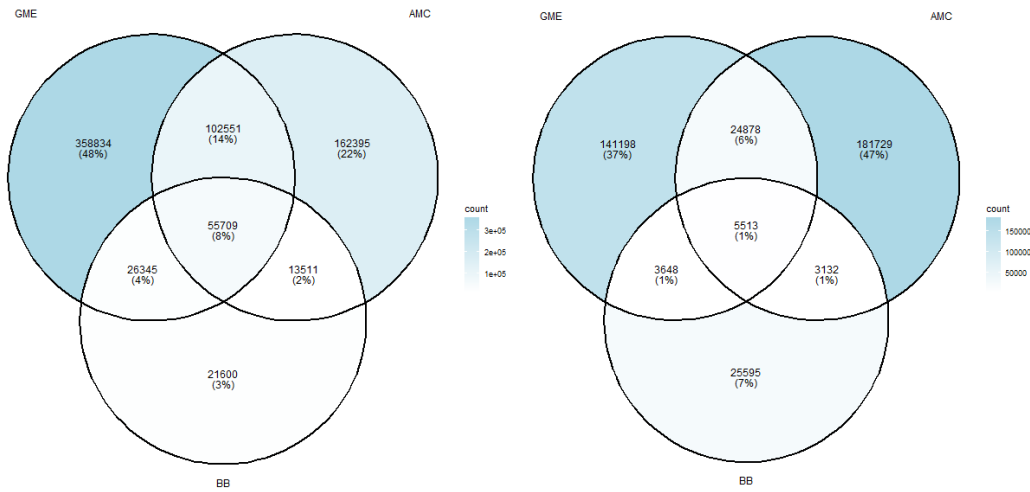 GME
AMC
358834
(48%)
102551
(14%)
162395
(22%)
55709
(8%)
26345
(4%)
13511
(2%)
21600
(3%)
BB
count
3e+05
2e+05
1e+05
GME
AMC
141198
(37%)
24878
(6%)
181729
(47%)
5513
(1%)
3648
(1%)
3132
(1%)
25595
(7%)
BB
count
150000
100000
50000